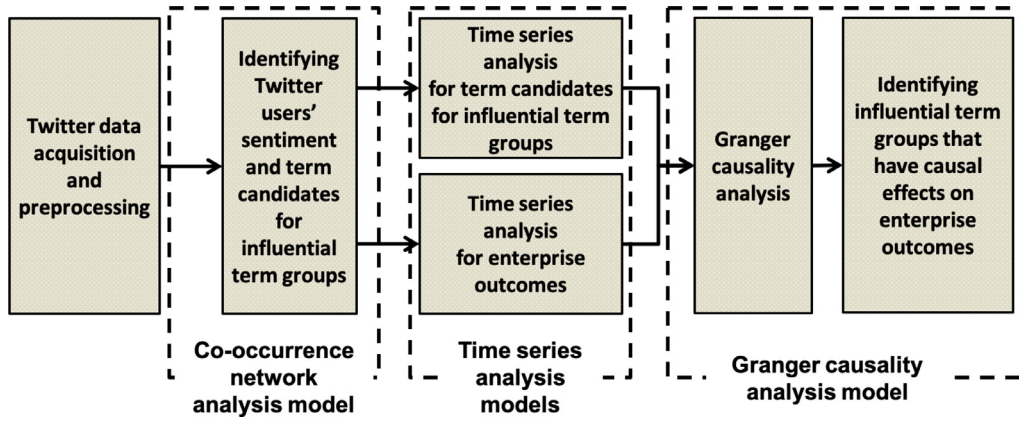 Twitter data
acquisition
and
preprocessing
Identifying
Twitter
users’
sentiment
and term
candidates
for
influential
term groups
Time series
analysis
for term candidates
for influential term
groups
Time series
analysis
for enterprise
outcomes
Granger
causality
analysis
Identifying
influential term
groups that
have causal
effects on
enterprise
outcomes
Co-occurrence
network
analysis model
Time series
analysis
models
Granger causality
analysis model